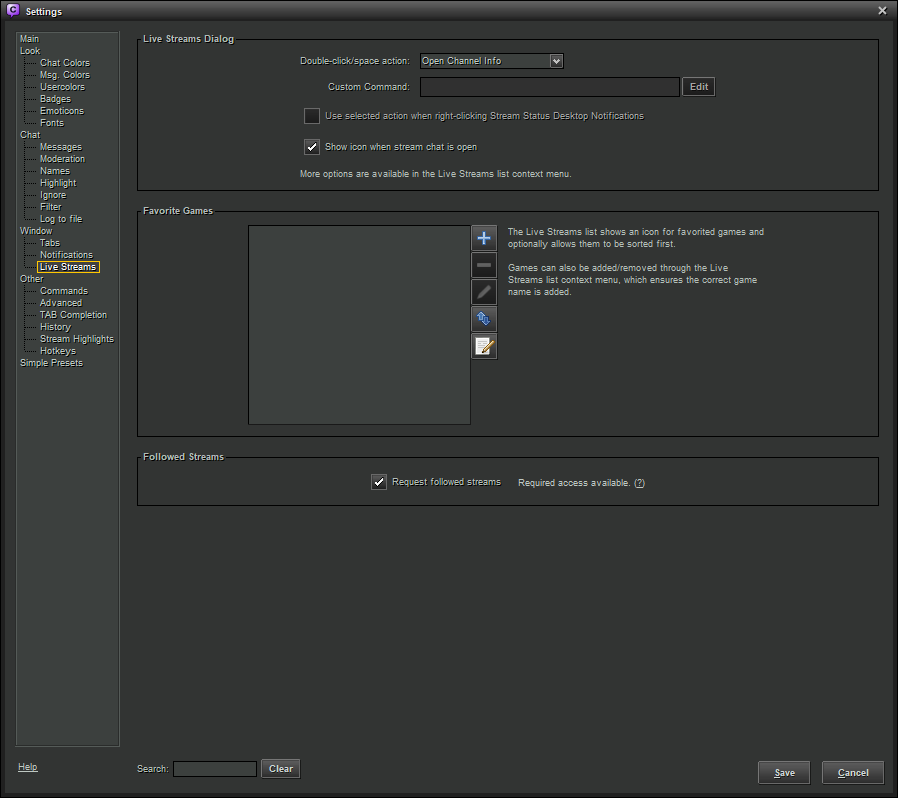 Settings
Main
Look
Chat Colors
Msg. Colors
Usercolors
Badges
Emoticons
Fonts
Chat
Messages
Moderation
Names
Highlight
Ignore
Filter
Log to file
Window
Tabs
Notifications
Live Streams
Other
Commands
Advanced
TAB Completion
History
Stream Highlights
Hotkeys
Simple Presets
Live Streams Dialog
Double-click/space action: Open Channel Info
Custom Command: Edit
Use selected action when right-clicking Stream Status Desktop Notifications
Show icon when stream chat is open
More options are available in the Live Streams list context menu.
Favorite Games
The Live Streams list shows an icon for favorited games and
optionally allows them to be sorted first.
Games can also be added/removed through the Live
Streams list context menu, which ensures the correct game
name is added.
Followed Streams
Request followed streams Required access available. (?)
Help
Search: Clear
Save Cancel